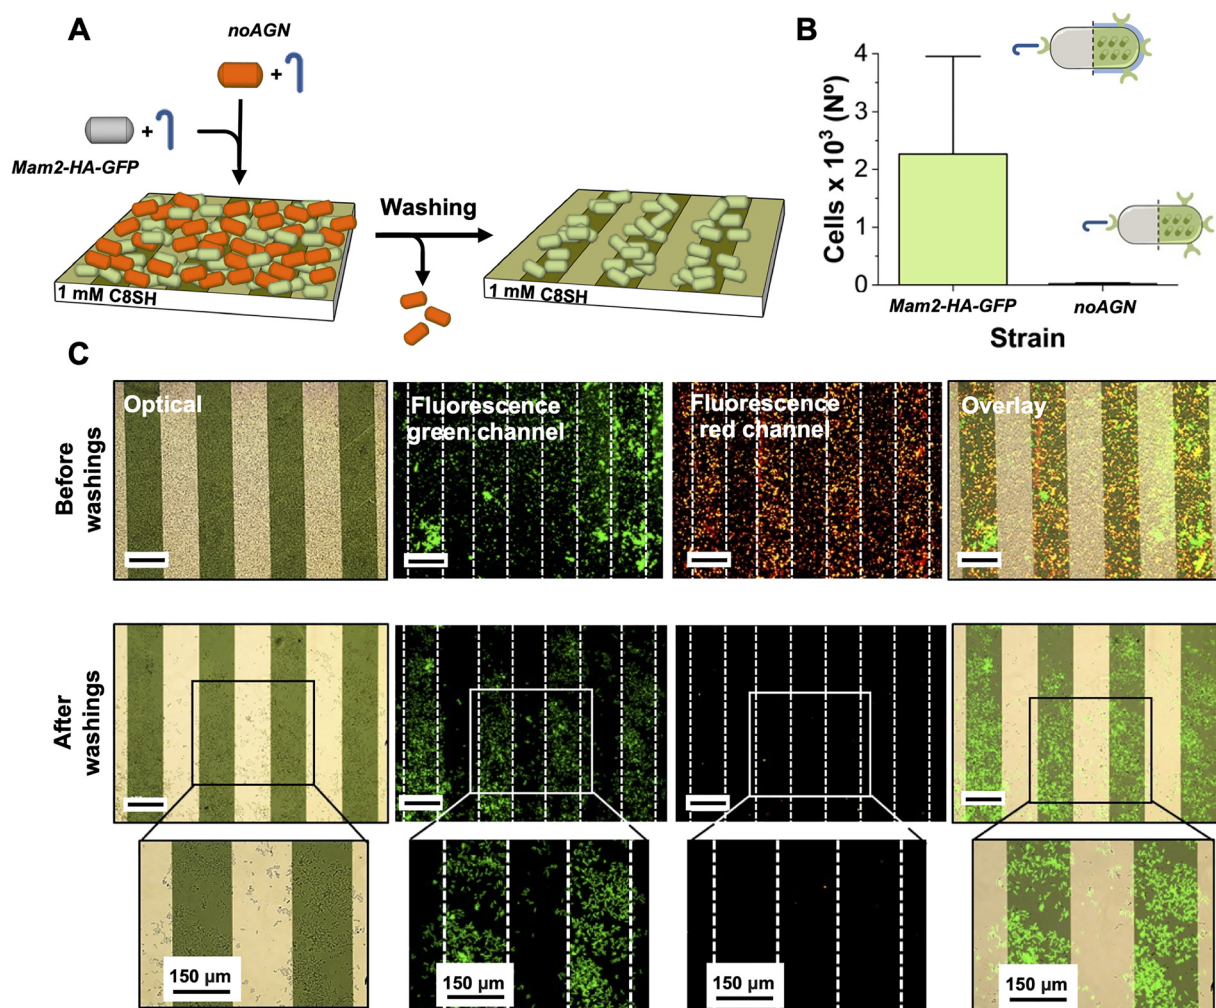 A
noAGN
+
+
Mam2-HA-GFP
Washing
1 mM C8SH
1 mM C8SH
B
Cells x 10³ (Nº)
4
3
2
1
0
Mam2-HA-GFP
noAGN
Strain
C
Before
washings
Optical
Fluorescence
green channel
Fluorescence
red channel
Overlay
After
washings
150 µm
150 µm
150 µm
150 µm